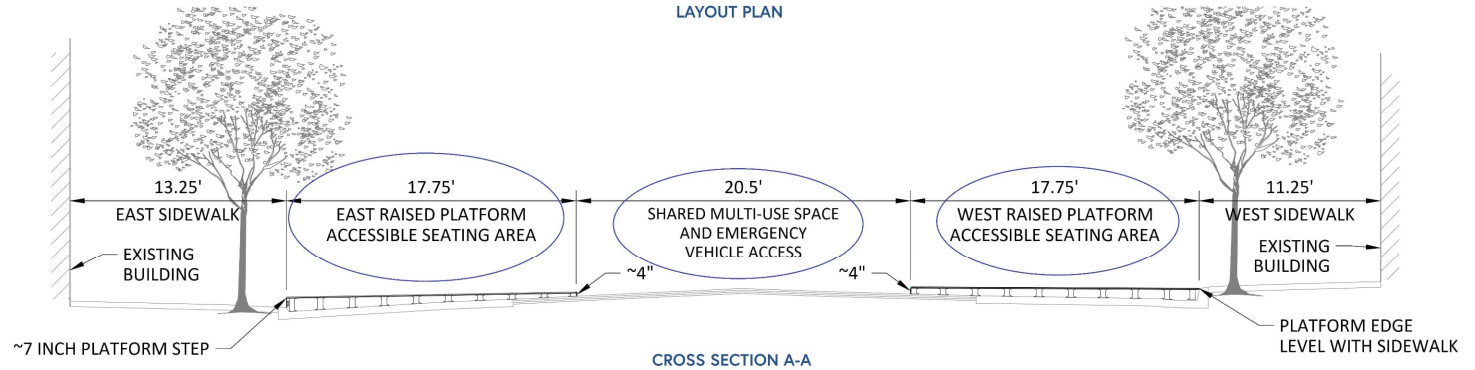 LAYOUT PLAN
13.25'
EAST SIDEWALK
17.75'
EAST RAISED PLATFORM
ACCESSIBLE SEATING AREA
20.5'
SHARED MULTI-USE SPACE
AND EMERGENCY
VEHICLE ACCESS
17.75'
WEST RAISED PLATFORM
ACCESSIBLE SEATING AREA
11.25'
WEST SIDEWALK
EXISTING
BUILDING
~4"
~4"
EXISTING
BUILDING
~7 INCH PLATFORM STEP
PLATFORM EDGE
LEVEL WITH SIDEWALK
CROSS SECTION A-A